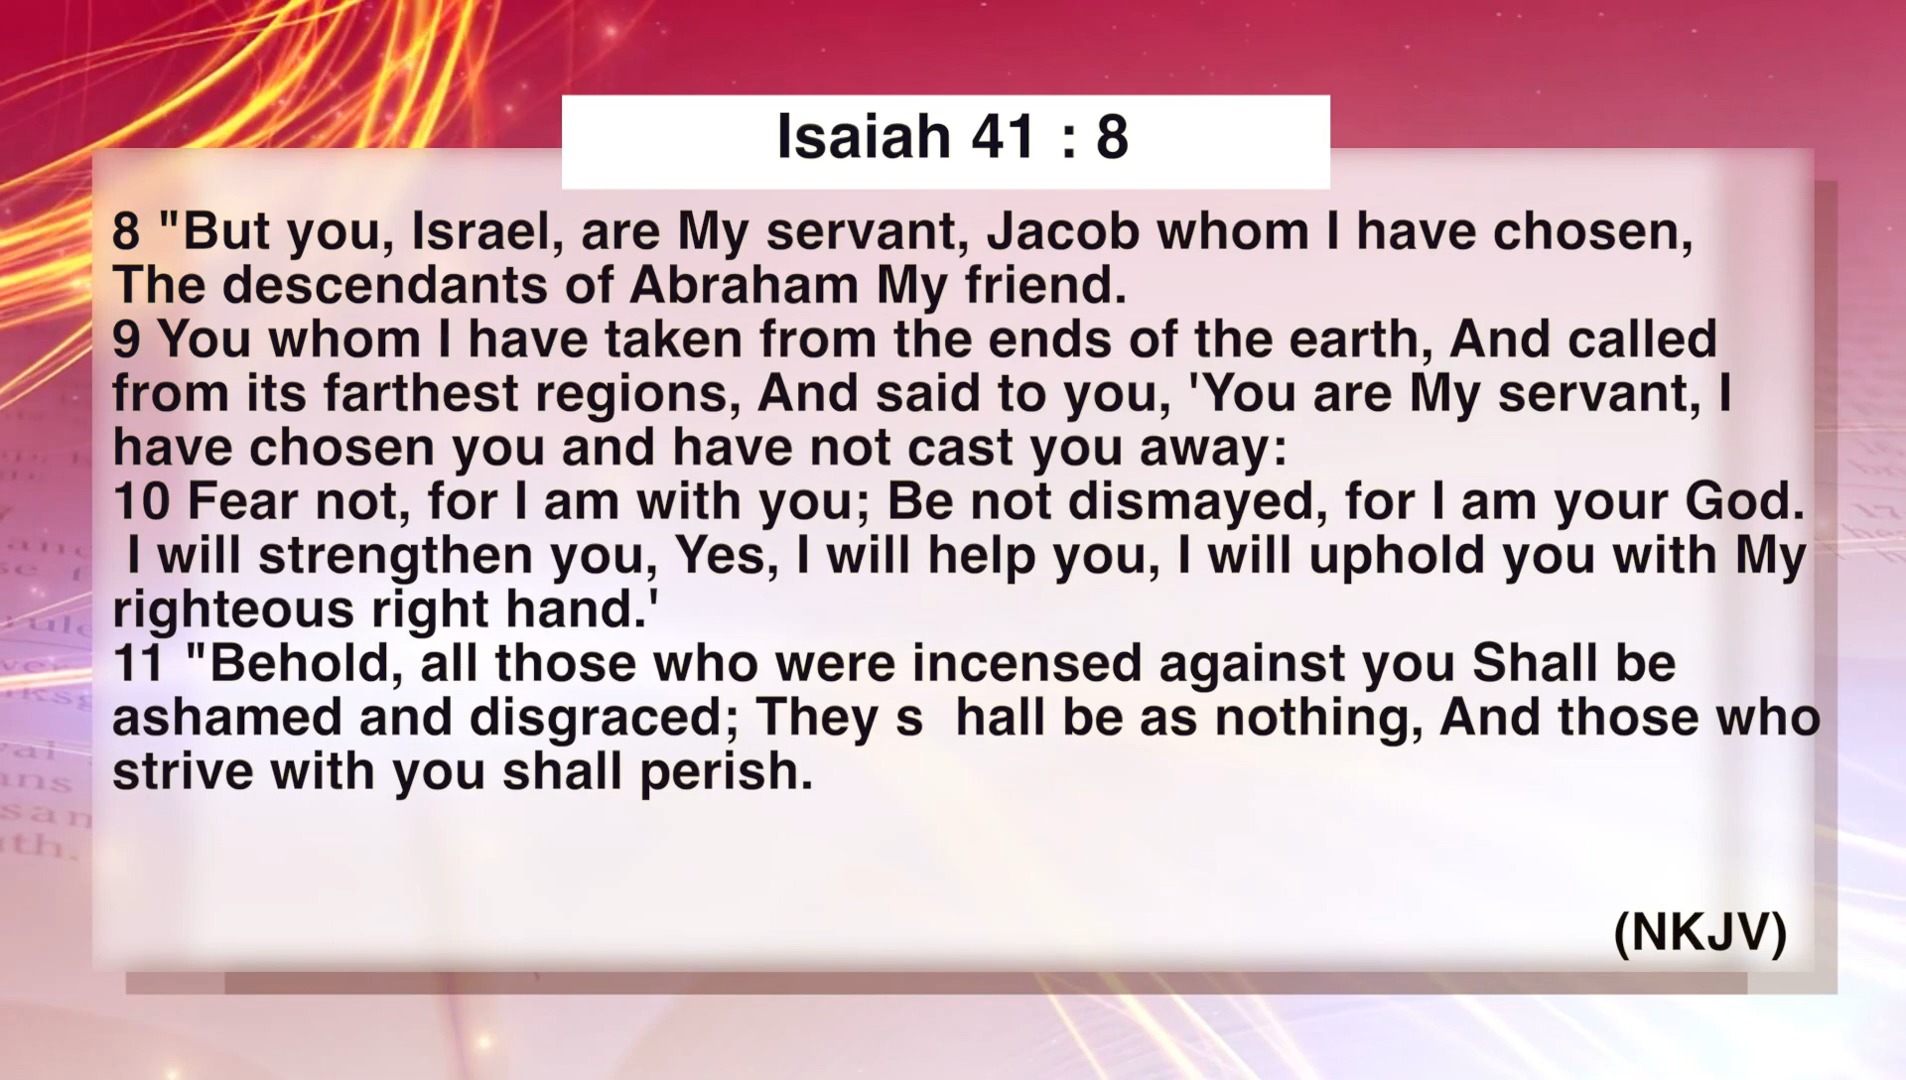 Isaiah 41 : 8
8 "But you, Israel, are My servant, Jacob whom I have chosen,
The descendants of Abraham My friend.
9 You whom I have taken from the ends of the earth, And called
from its farthest regions, And said to you, 'You are My servant, I
have chosen you and have not cast you away:
10 Fear not, for I am with you; Be not dismayed, for I am your God.
I will strengthen you, Yes, I will help you, I will uphold you with My
righteous right hand.'
11 "Behold, all those who were incensed against you Shall be
ashamed and disgraced; They s  hall be as nothing, And those who
strive with you shall perish.
(NKJV)